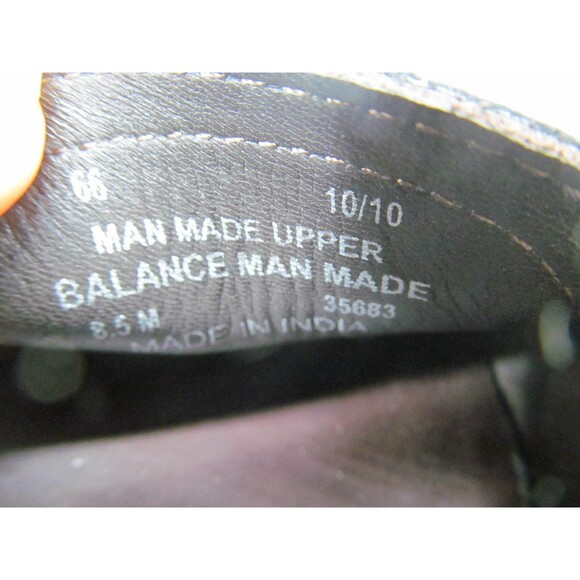 66 10/10
MAN MADE UPPER
BALANCE MAN MADE
8.5 M 35683
MADE IN INDIA